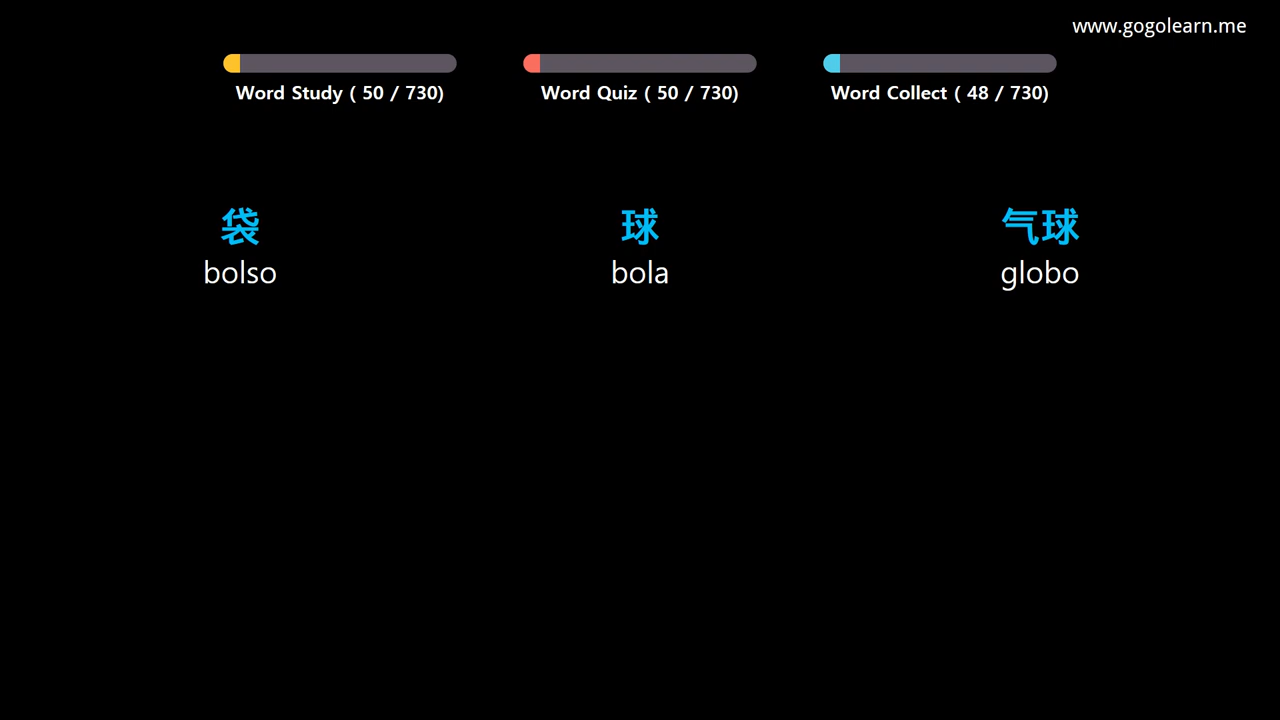 www.gogolearn.me
Word Study ( 50 / 730)
Word Quiz ( 50 / 730)
Word Collect ( 48 / 730)
袋
bolso
球
bola
气球
globo